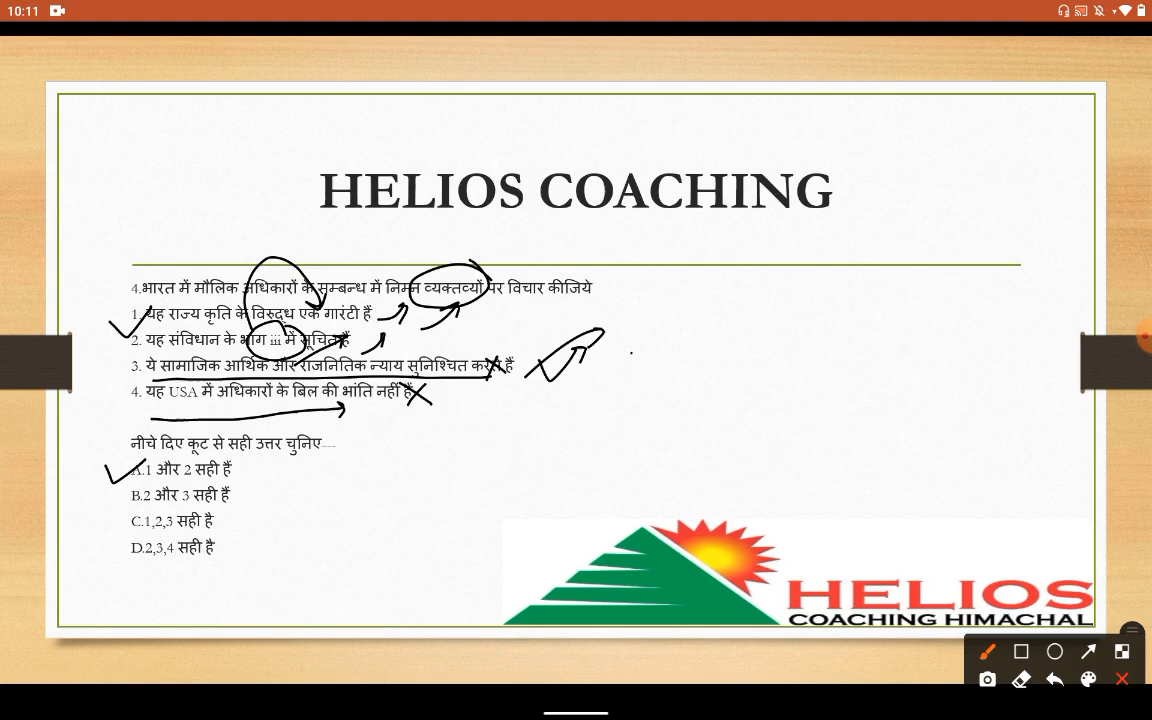 10:11
HELIOS COACHING
4.भारत में मौलिक अधिकारों के सम्बन्ध में निम्न व्यक्तव्यों पर विचार कीजिये
1. यह राज्य कृति के विरुद्ध एक गारंटी हैं
2. यह संविधान के भाग iii में सूचित हैं
3. ये सामाजिक आर्थिक और राजनितिक न्याय सुनिश्चित करते हैं
4. यह USA में अधिकारों के बिल की भांति नहीं हैं
नीचे दिए कूट से सही उत्तर चुनिए---
A.1 और 2 सही हैं
B.2 और 3 सही हैं
C.1,2,3 सही है
D.2,3,4 सही है
HELIOS
COACHING HIMACHAL